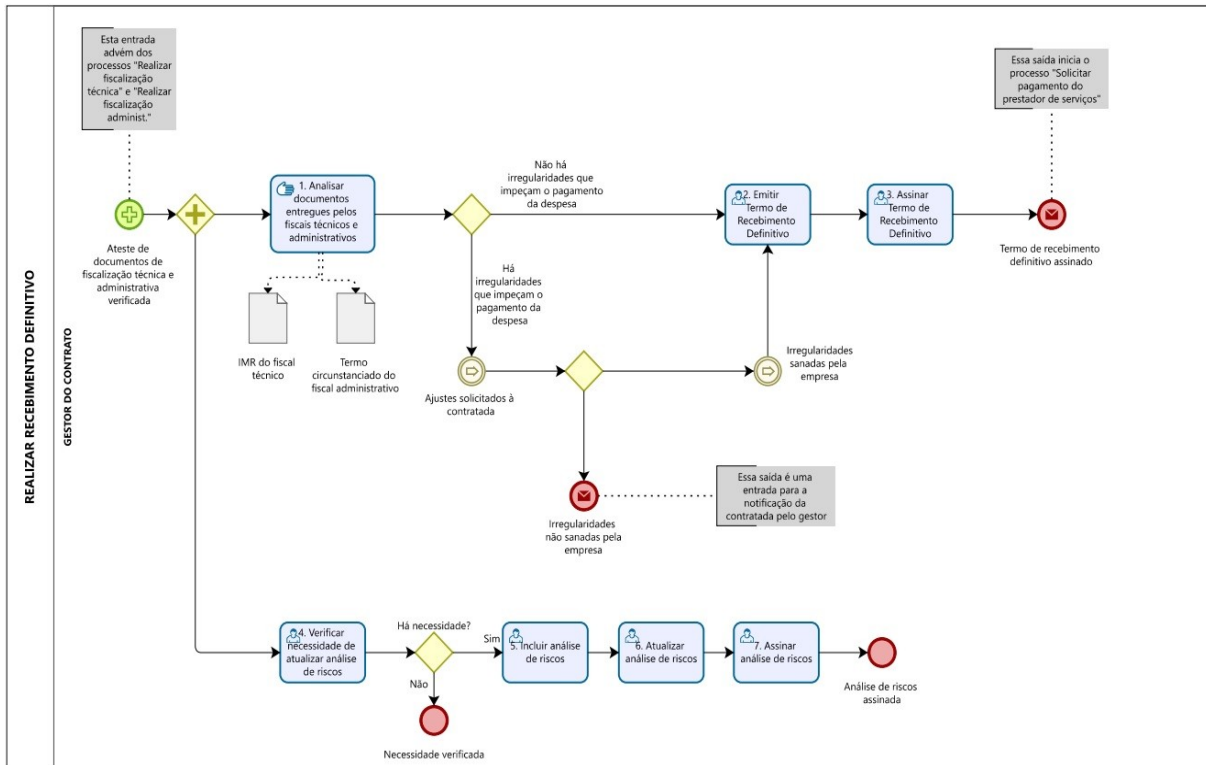 REALIZAR RECEBIMENTO DEFINITIVO
GESTOR DO CONTRATO
Esta entrada
advém dos
processos "Realizar
fiscalização
técnica" e "Realizar
fiscalização
administ."
Essa saída inicia o
processo "Solicitar
pagamento do
prestador de serviços"
Ateste de
documentos de
fiscalização técnica e
administrativa
verificada
1. Analisar
documentos
entregues pelos
fiscais técnicos e
administrativos
IMR do fiscal
técnico
Termo
circunstanciado do
fiscal administrativo
Não há
irregularidades que
impeçam o pagamento
da despesa
Há
irregularidades
que impeçam o
pagamento da
despesa
2. Emitir
Termo de
Recebimento
Definitivo
3. Assinar
Termo de
Recebimento
Definitivo
Termo de recebimento
definitivo assinado
Ajustes solicitados à
contratada
Irregularidades
sanadas pela
empresa
Irregularidades
não sanadas pela
empresa
Essa saída é uma
entrada para a
notificação da
contratada pelo gestor
4. Verificar
necessidade de
atualizar análise
de riscos
Há necessidade?
Sim
Não
Necessidade verificada
5. Incluir análise
de riscos
6. Atualizar
análise de riscos
7. Assinar
análise de riscos
Análise de riscos
assinada